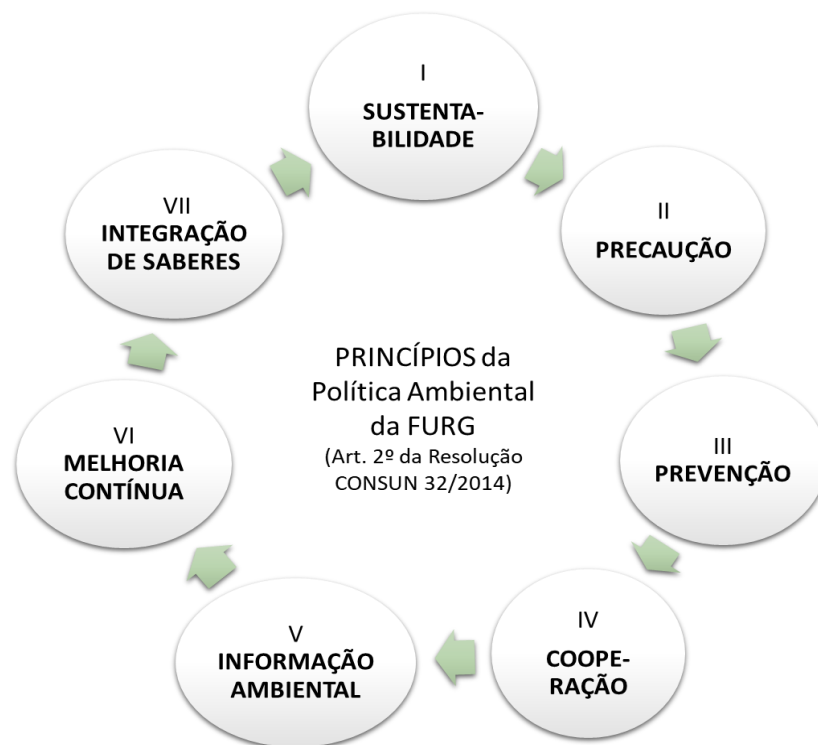 I
SUSTENTA-
BILIDADE
II
PRECAUÇÃO
III
PREVENÇÃO
IV
COOPE-
RAÇÃO
V
INFORMAÇÃO
AMBIENTAL
VI
MELHORIA
CONTÍNUA
VII
INTEGRAÇÃO
DE SABERES
PRINCÍPIOS da
Política Ambiental
da FURG
(Art. 2º da Resolução
CONSUN 32/2014)